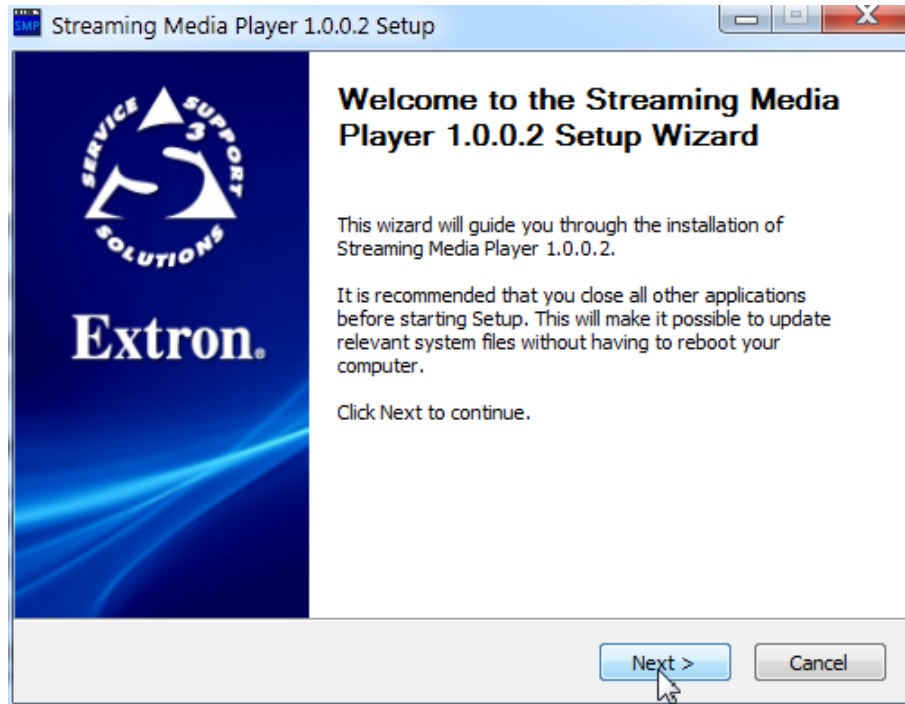 SMP Streaming Media Player 1.0.0.2 Setup
SERVICE SUPPORT
3
SOLUTIONS
Extron®
Welcome to the Streaming Media
Player 1.0.0.2 Setup Wizard
This wizard will guide you through the installation of
Streaming Media Player 1.0.0.2.
It is recommended that you close all other applications
before starting Setup. This will make it possible to update
relevant system files without having to reboot your
computer.
Click Next to continue.
Next > Cancel